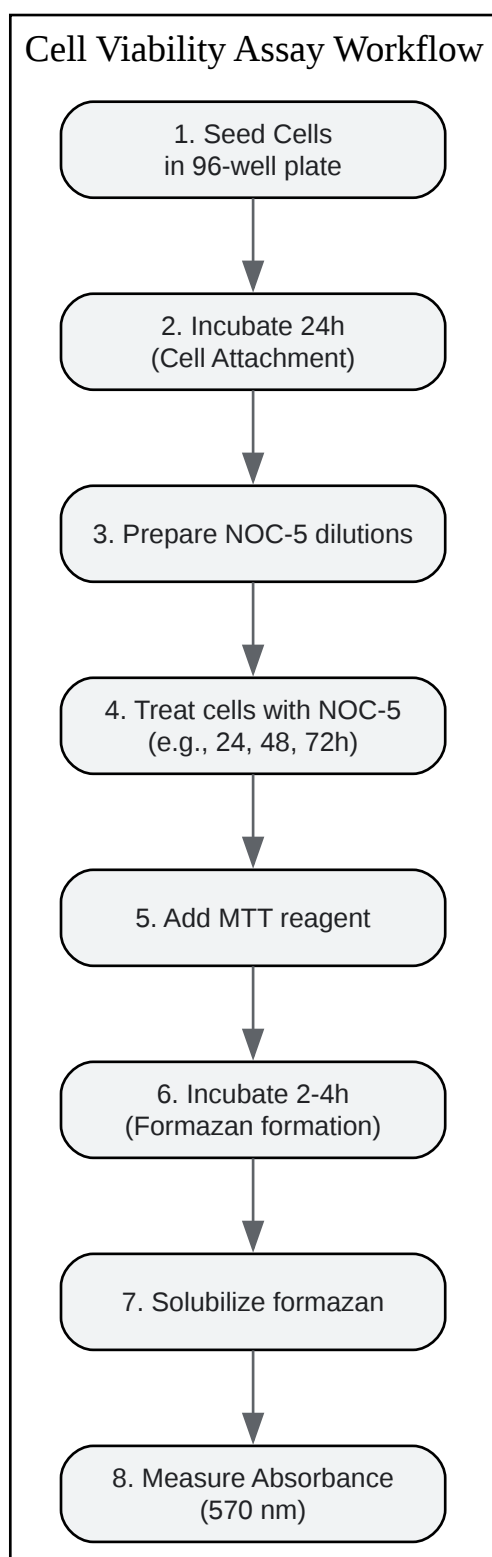 Cell Viability Assay Workflow
1. Seed Cells
in 96-well plate
2. Incubate 24h
(Cell Attachment)
3. Prepare NOC-5 dilutions
4. Treat cells with NOC-5
(e.g., 24, 48, 72h)
5. Add MTT reagent
6. Incubate 2-4h
(Formazan formation)
7. Solubilize formazan
8. Measure Absorbance
(570 nm)